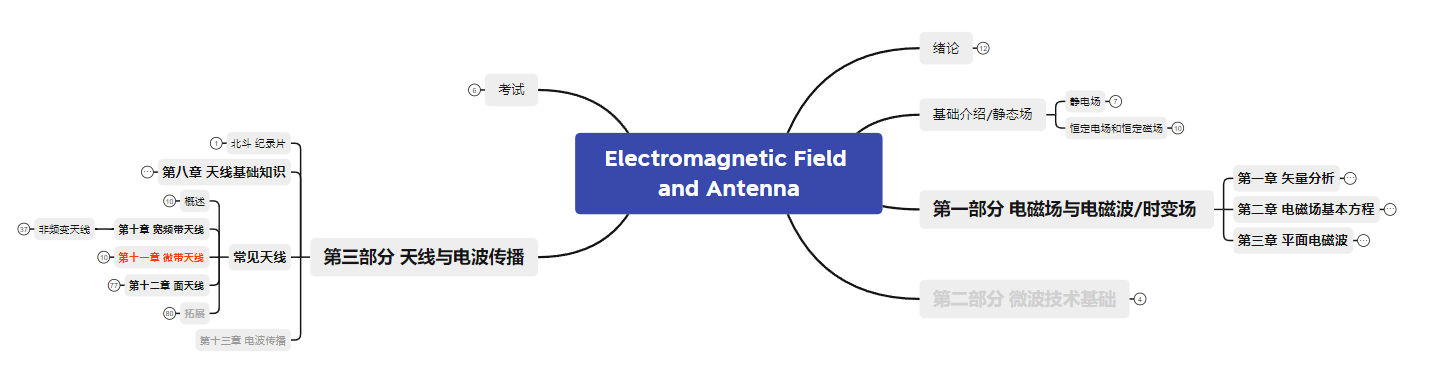 Electromagnetic Field
and Antenna
绪论
12
基础介绍/静态场
静电场
7
恒定电场和恒定磁场
10
第一部分 电磁场与电磁波/时变场
第一章 矢量分析
第二章 电磁场基本方程
第三章 平面电磁波
第二部分 微波技术基础
4
考试
6
第三部分 天线与电波传播
北斗 纪录片
1
第八章 天线基础知识
常见天线
概述
10
第十章 宽频带天线
非频变天线
37
第十一章 微带天线
10
第十二章 面天线
77
拓展
80
第十三章 电波传播